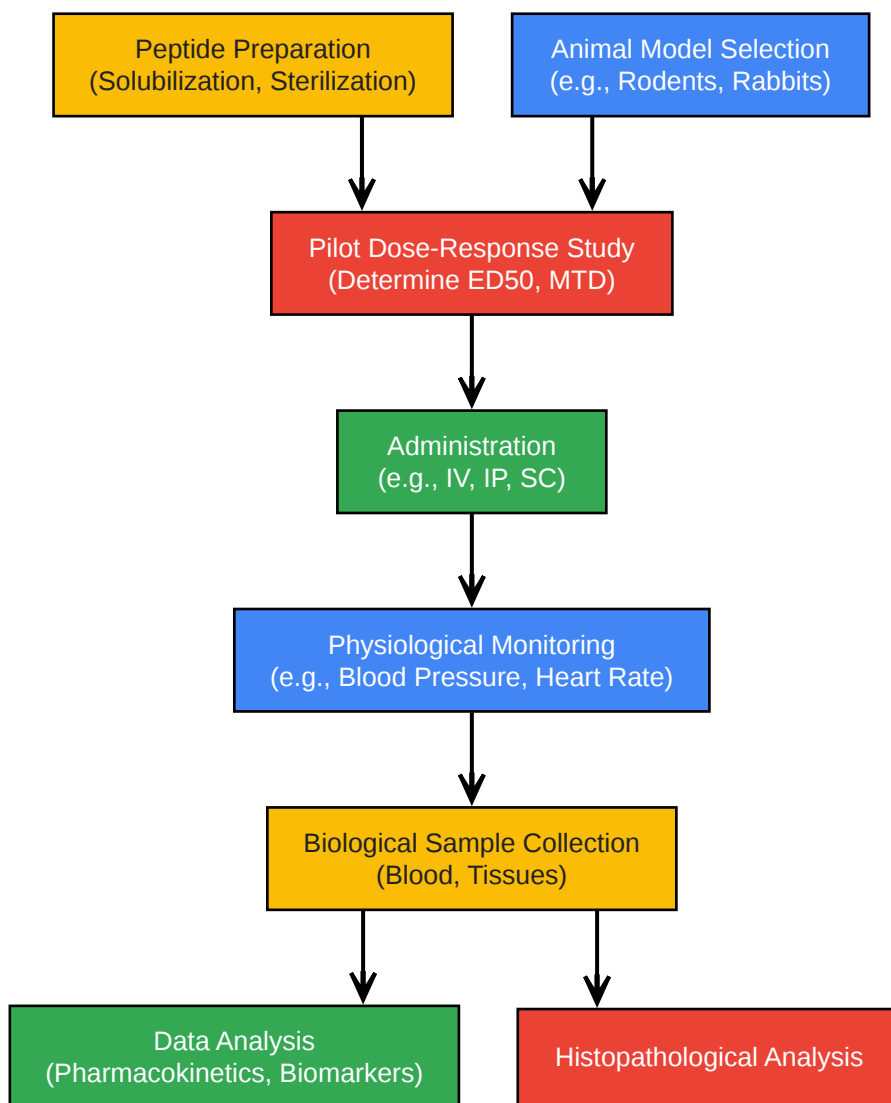 Peptide Preparation
(Solubilization, Sterilization)
Animal Model Selection
(e.g., Rodents, Rabbits)
Pilot Dose-Response Study
(Determine ED50, MTD)
Administration
(e.g., IV, IP, SC)
Physiological Monitoring
(e.g., Blood Pressure, Heart Rate)
Biological Sample Collection
(Blood, Tissues)
Data Analysis
(Pharmacokinetics, Biomarkers)
Histopathological Analysis